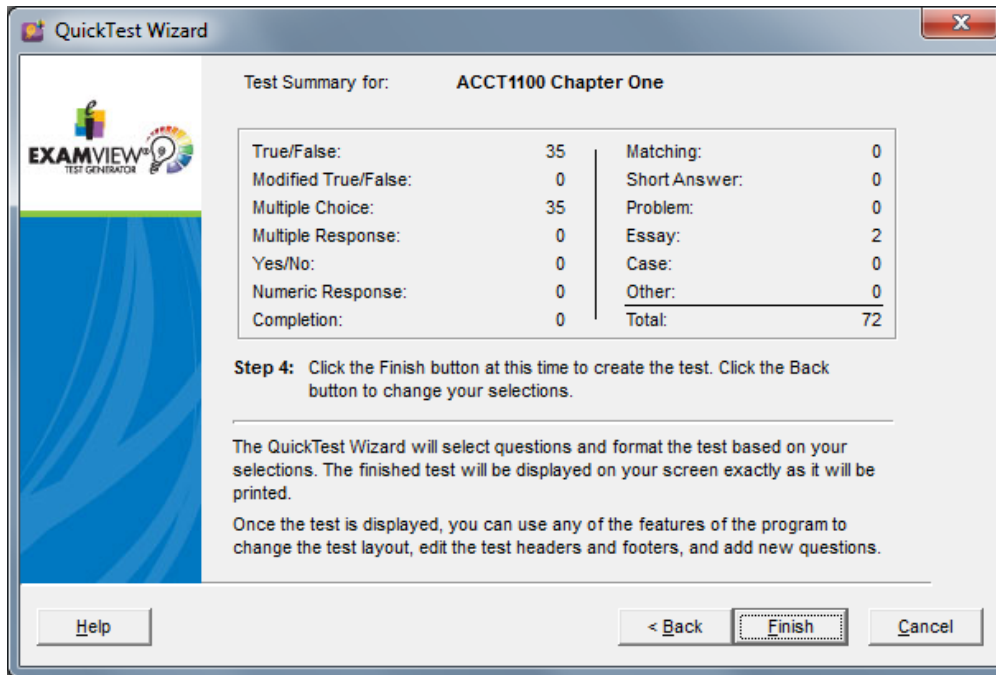 QuickTest Wizard
Test Summary for: ACCT1100 Chapter One
ei
EXAMVIEW®
TEST GENERATOR
True/False: 35 Matching: 0
Modified True/False: 0 Short Answer: 0
Multiple Choice: 35 Problem: 0
Multiple Response: 0 Essay: 2
Yes/No: 0 Case: 0
Numeric Response: 0 Other: 0
Completion: 0 Total: 72
Step 4: Click the Finish button at this time to create the test. Click the Back
button to change your selections.
The QuickTest Wizard will select questions and format the test based on your
selections. The finished test will be displayed on your screen exactly as it will be
printed.
Once the test is displayed, you can use any of the features of the program to
change the test layout, edit the test headers and footers, and add new questions.
Help < Back Finish Cancel